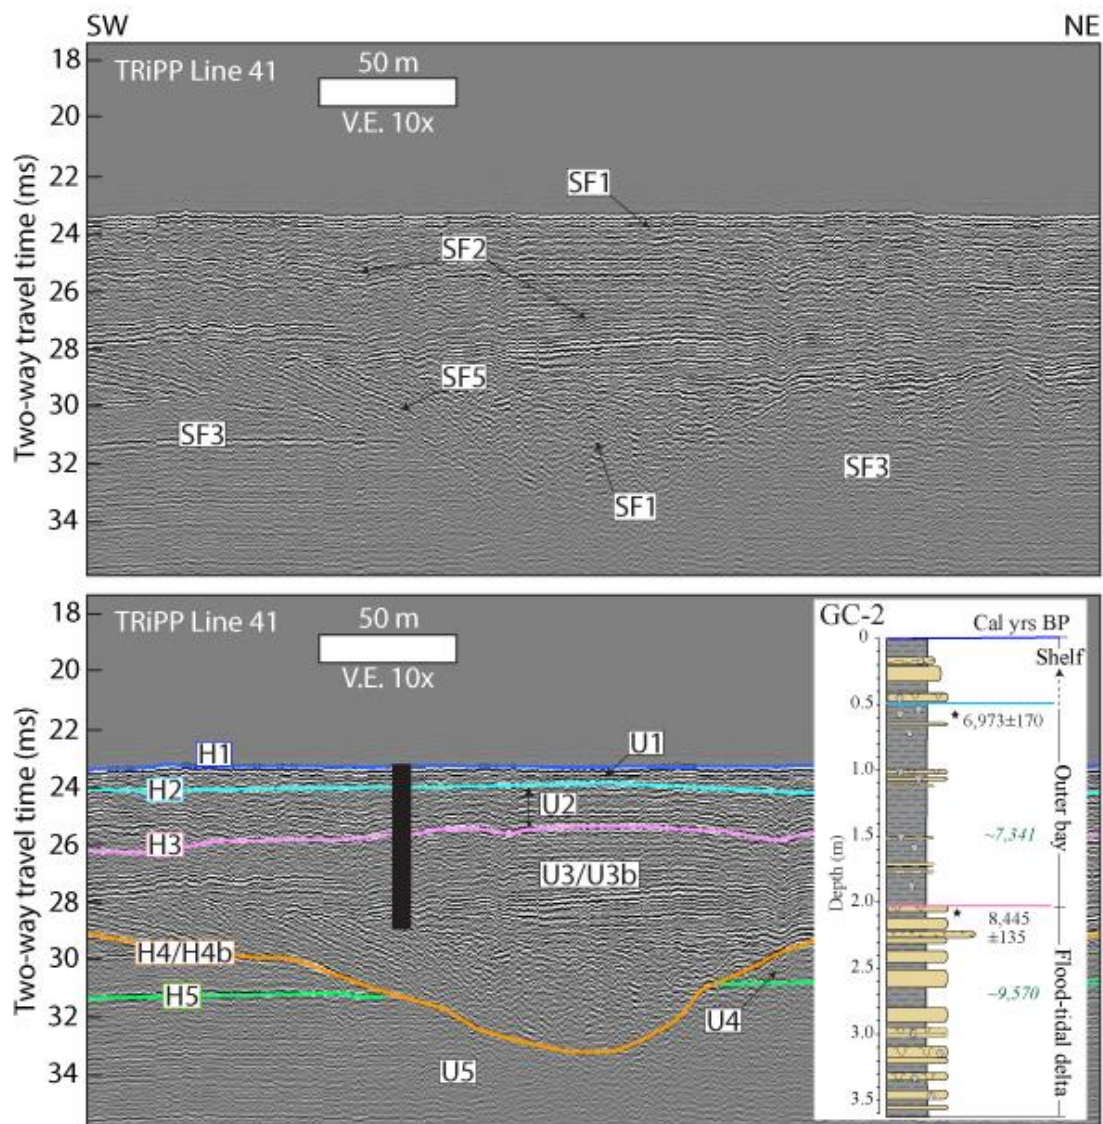 SW NE
TRiPP Line 41
50 m
V.E. 10x
Two-way travel time (ms)
18
20
22
24
26
28
30
32
34
SF1
SF2
SF5
SF3
SF3
SF1
TRiPP Line 41
50 m
V.E. 10x
Two-way travel time (ms)
18
20
22
24
26
28
30
32
34
H1
U1
H2
U2
H3
U3/U3b
H4/H4b
H5
U4
U5
GC-2
Cal yrs BP
Depth (m)
0
0.5
1.0
1.5
2.0
2.5
3.0
3.5
Shelf
★ 6,973±170
Outer bay
~7,341
★ 8,445
±135
Flood-tidal delta
~9,570